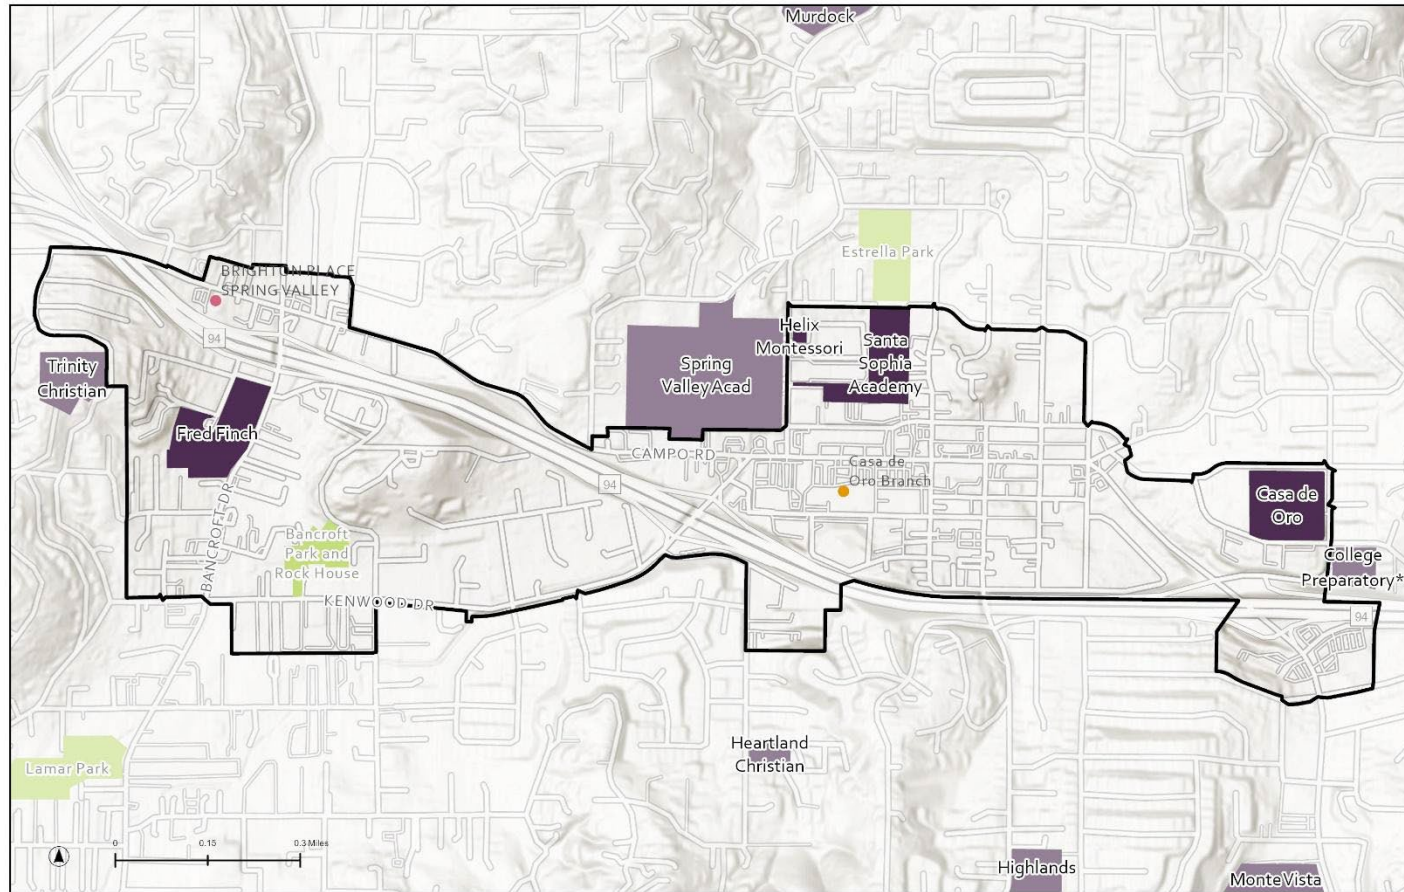 Murdock
Estrella Park
BRIGHTON PLACE
SPRING VALLEY
94
Helix
Montessori
Santa
Sophia
Academy
Trinity
Christian
Spring
Valley Acad
Fred Finch
CAMPO RD
Casa de
Oro Branch
94
Casa de
Oro
BANCROFT DR
Bancroft
Park and
Rock House
College
Preparatory*
KENWOOD DR
94
Heartland
Christian
Lamar Park
0
0.15
0.3 Miles
Highlands
Monte Vista